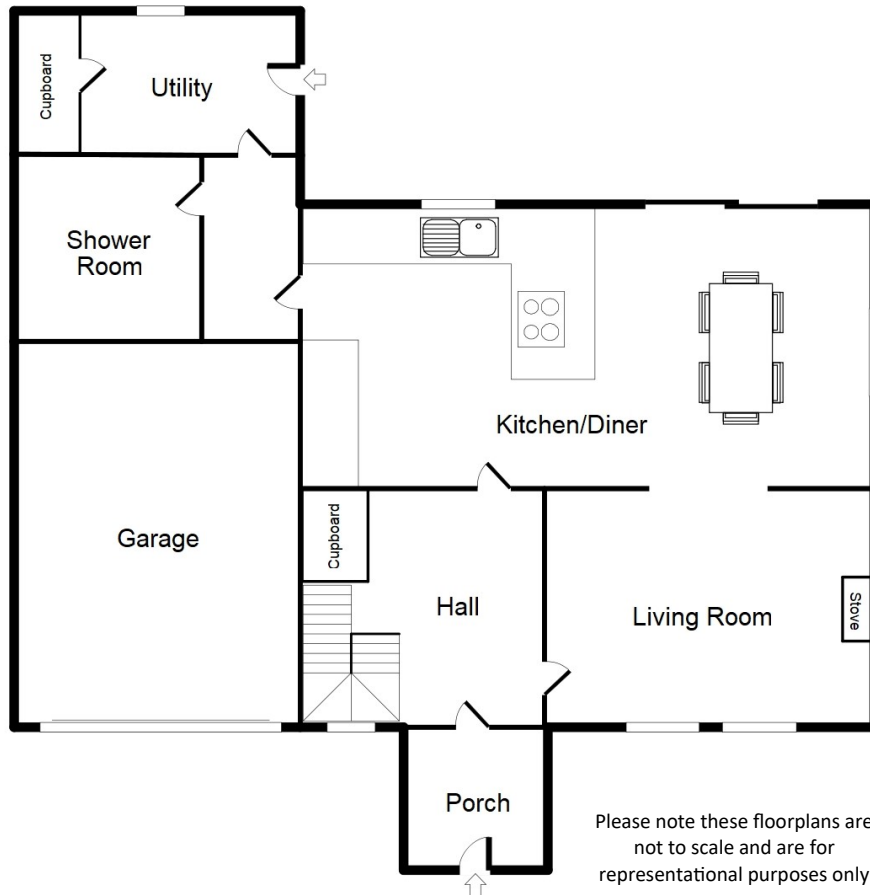 Cupboard
Utility
Shower
Room
Kitchen/Diner
Garage
Cupboard
Hall
Living Room
Stove
Porch
Please note these floorplans are
not to scale and are for
representational purposes only